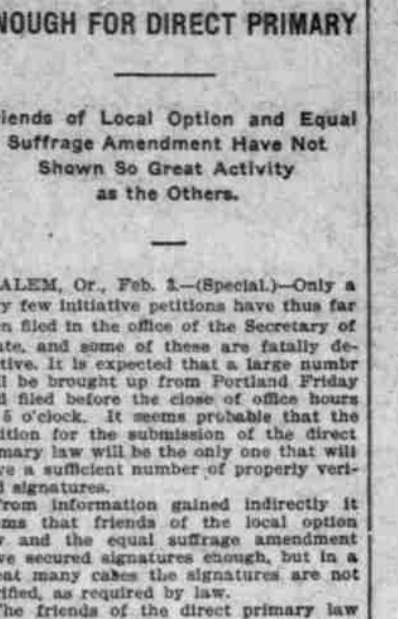 NOUGH FOR DIRECT PRIMARY
riends of Local Option and Equal
Suffrage Amendment Have Not
Shown So Great Activity
as the Others.
ALEM, Or., Feb. 3.—(Special.)—Only a
ry few initiative petitions have thus far
en filed in the office of the Secretary of
ate, and some of these are fatally de-
tive. It is expected that a large numbr
ll be brought up from Portland Friday
d filed before the close of office hours
5 o'clock. It seems probable that the
ition for the submission of the direct
mary law will be the only one that will
ve a sufficient number of properly veri-
d signatures.
From information gained indirectly it
ems that friends of the local option
w and the equal suffrage amendment
ve secured signatures enough, but in a
eat many cases the signatures are not
rified, as required by law.
The friends of the direct primary law